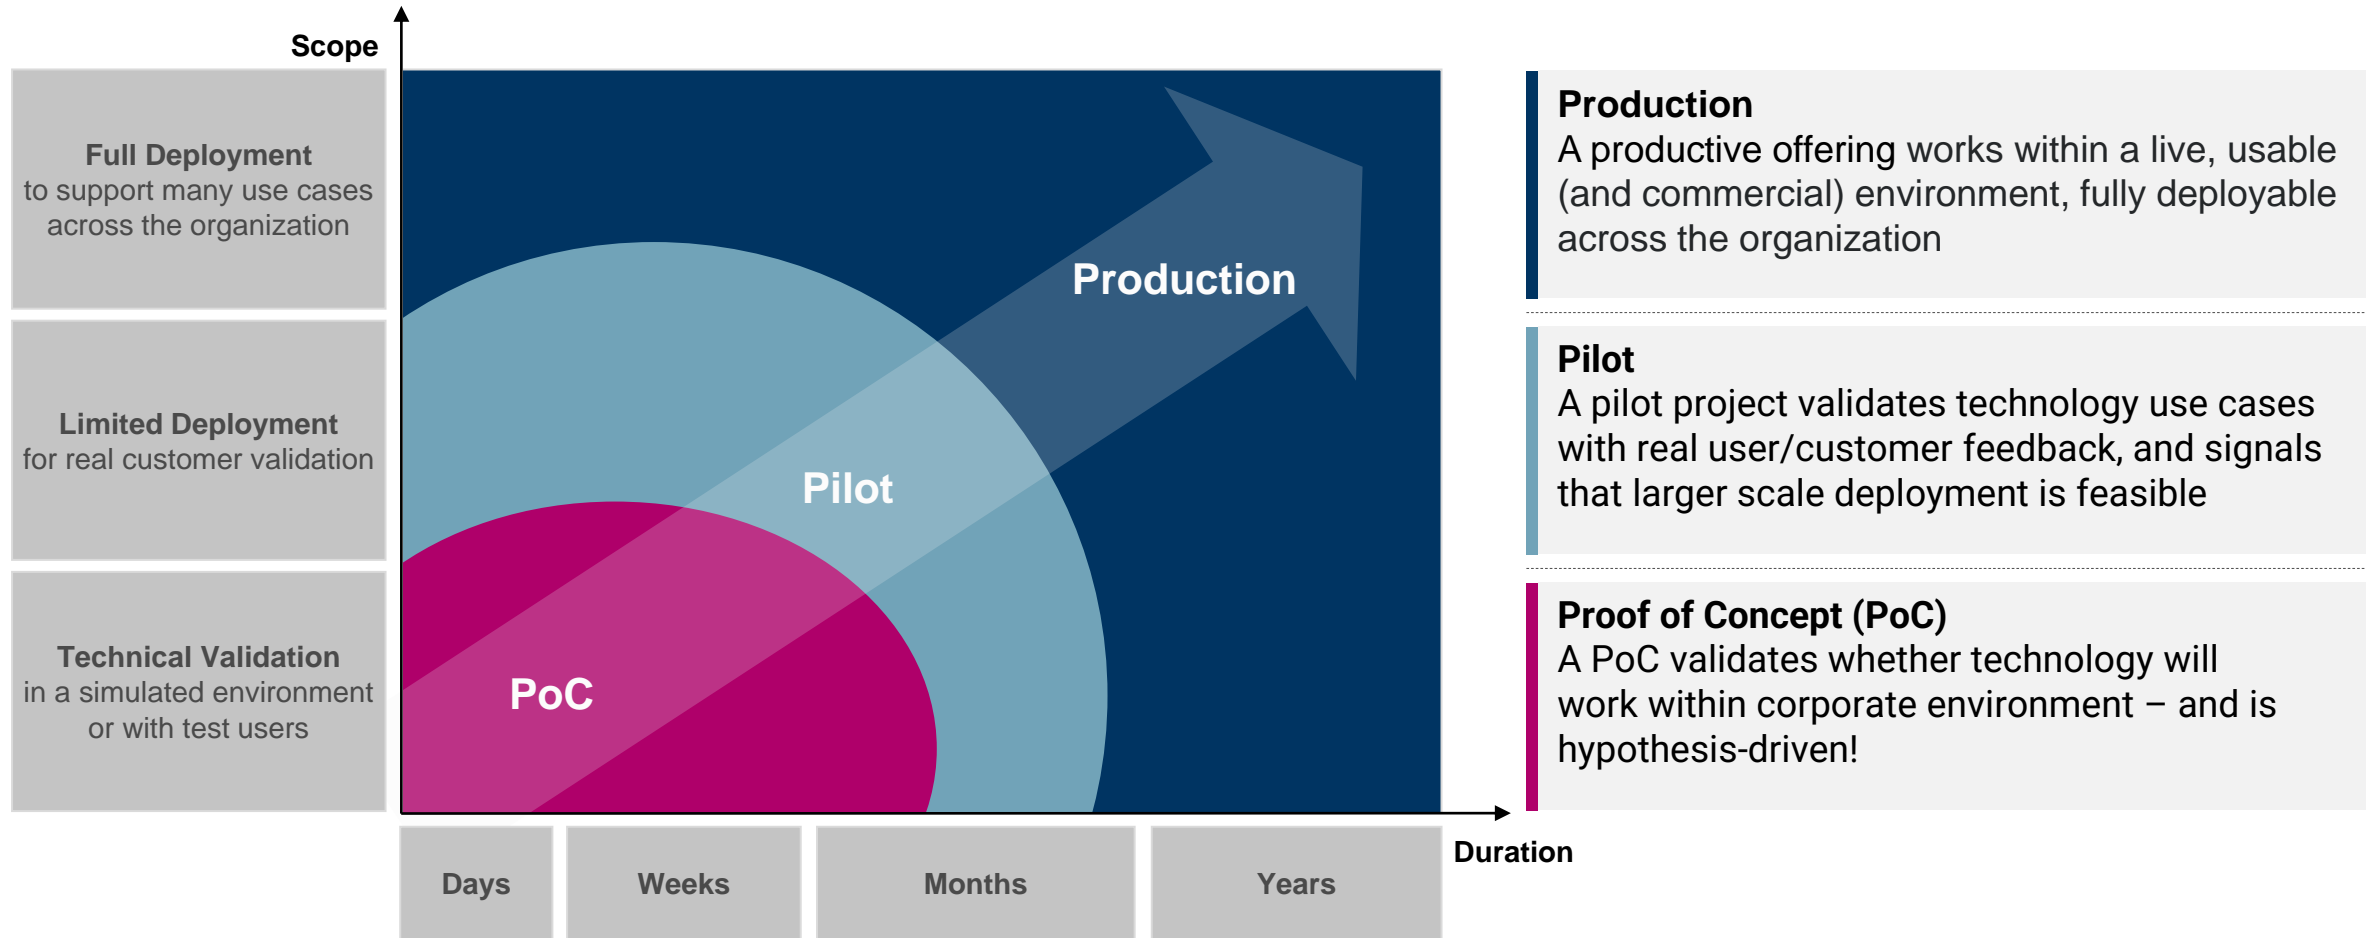 Scope
Full Deployment
to support many use cases
across the organization
Limited Deployment
for real customer validation
Technical Validation
in a simulated environment
or with test users
Production
Pilot
PoC
Days
Weeks
Months
Years
Duration
Production
A productive offering works within a live, usable
(and commercial) environment, fully deployable
across the organization
Pilot
A pilot project validates technology use cases
with real user/customer feedback, and signals
that larger scale deployment is feasible
Proof of Concept (PoC)
A PoC validates whether technology will
work within corporate environment – and is
hypothesis-driven!